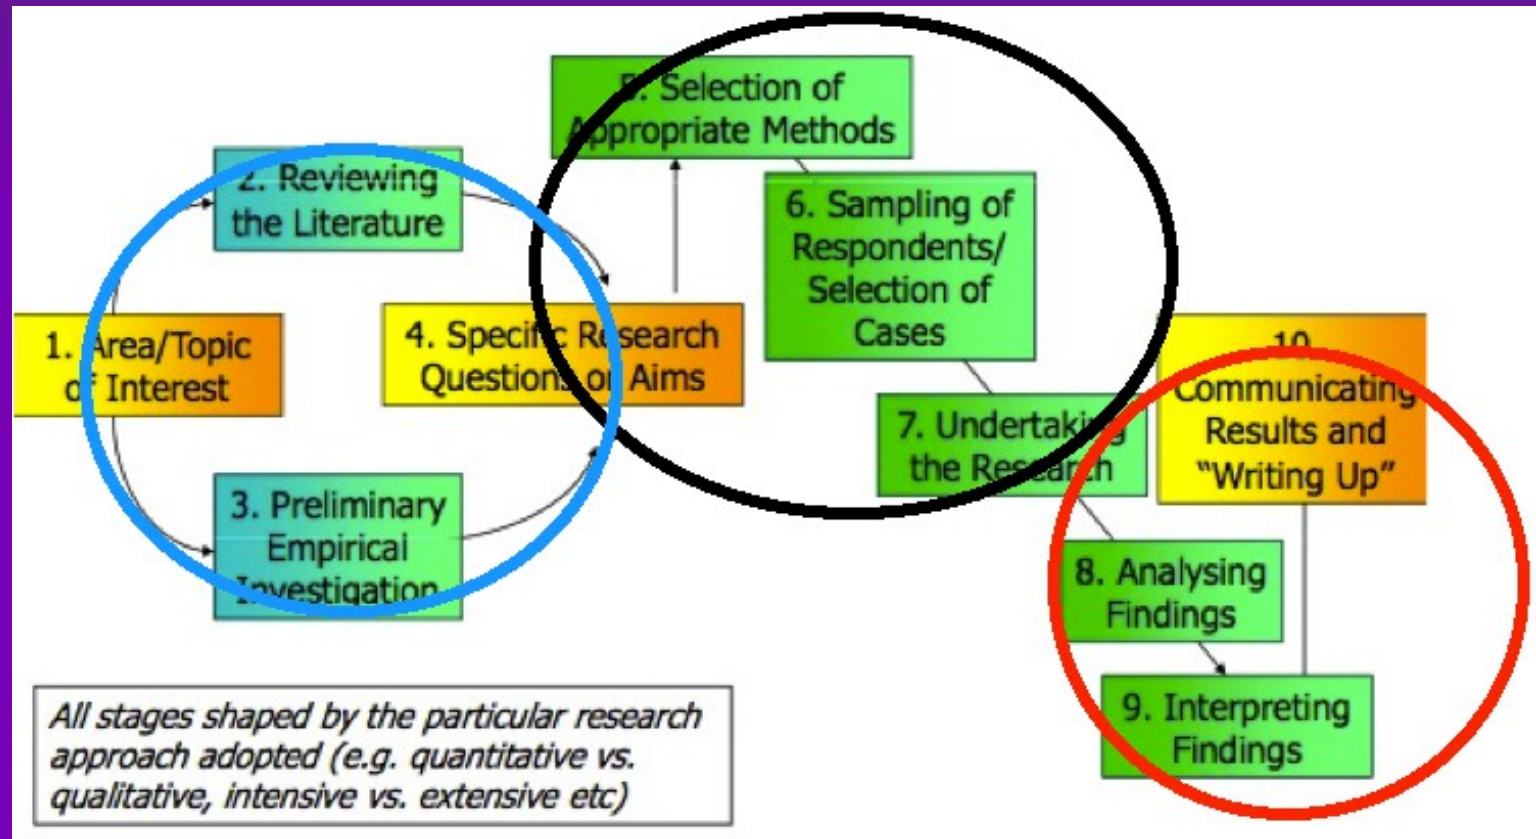 1. Area/Topic
of Interest
2. Reviewing
the Literature
3. Preliminary
Empirical
Investigation
4. Specific Research
Questions or Aims
5. Selection of
Appropriate Methods
6. Sampling of
Respondents/
Selection of
Cases
7. Undertaking
the Research
8. Analysing
Findings
9. Interpreting
Findings
10.
Communicating
Results and
“Writing Up”
All stages shaped by the particular research
approach adopted (e.g. quantitative vs.
qualitative, intensive vs. extensive etc)